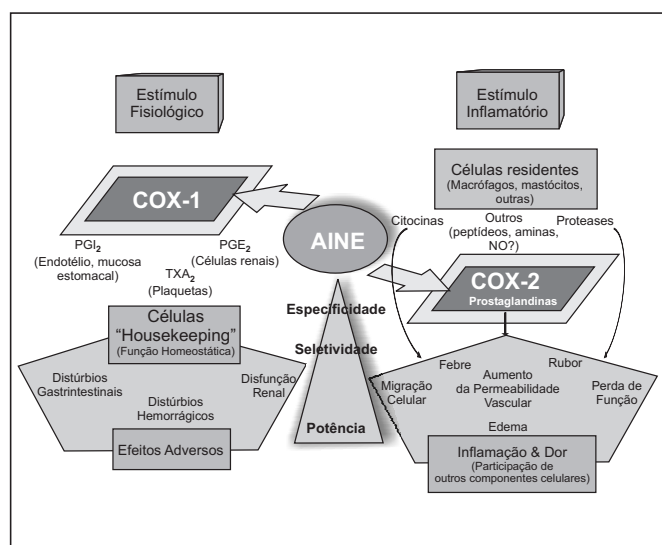 Estímulo
Fisiológico
COX-1
PGI2
(Endotélio, mucosa
estomacal)
PGE2
(Células renais)
TXA2
(Plaquetas)
Células
“Housekeeping”
(Função Homeostática)
Distúrbios
Gastrintestinais
Distúrbios
Hemorrágicos
Disfunção
Renal
Efeitos Adversos
AINE
Especificidade
Seletividade
Potência
Estímulo
Inflamatório
Células residentes
(Macrófagos, mastócitos,
outras)
Citocinas
Outros
(peptídeos, aminas,
NO?)
Proteases
COX-2
Prostaglandinas
Febre
Rubor
Migração
Celular
Aumento
da Permeabilidade
Vascular
Perda de
Função
Edema
Inflamação & Dor
(Participação de
outros componentes celulares)